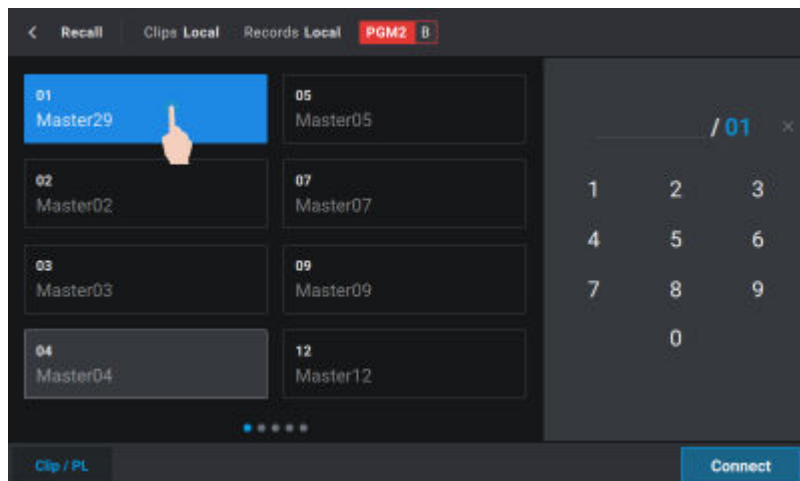 < Recall Clips Local Records Local PGM2 B
01
Master29
05
Master05
02
Master02
07
Master07
03
Master03
09
Master09
04
Master04
12
Master12
/ 01 ×
1 2 3
4 5 6
7 8 9
0
Clip / PL
Connect